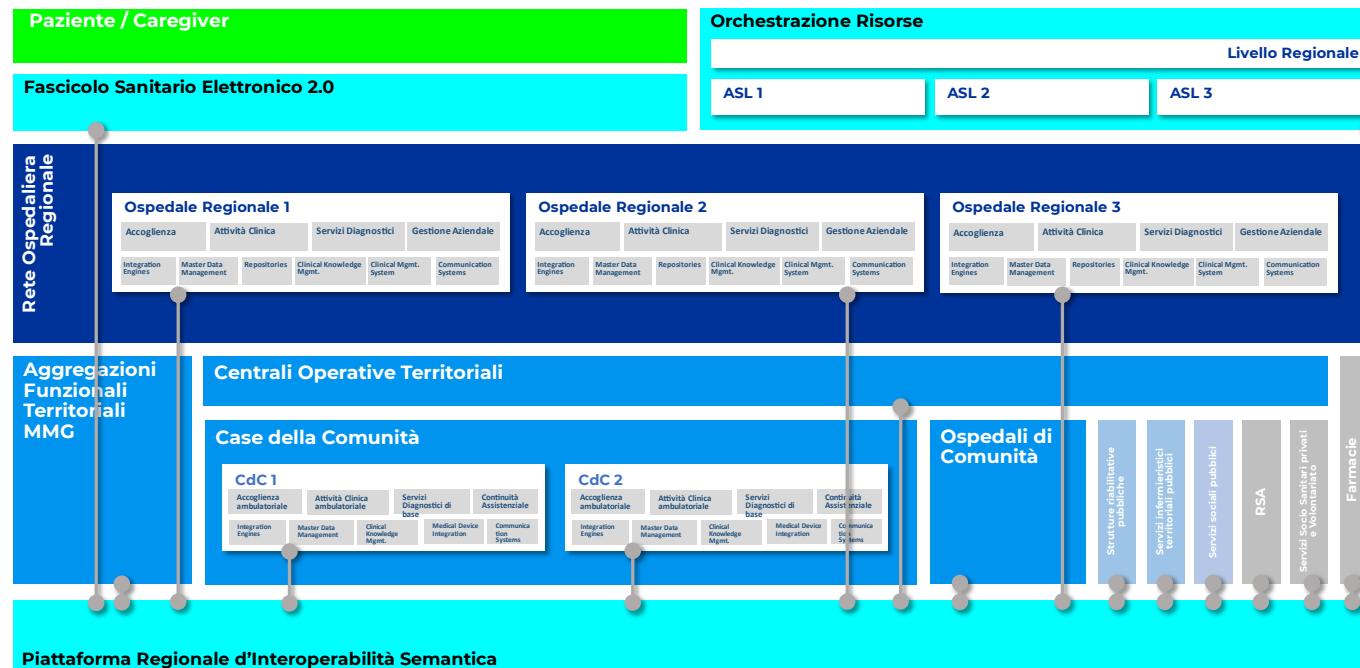 Paziente / Caregiver
Orchestrazione Risorse
Livello Regionale
Fascicolo Sanitario Elettronico 2.0
ASL 1
ASL 2
ASL 3
Rete Ospedaliera
Regionale
Ospedale Regionale 1
Accoglienza
Attività Clinica
Servizi Diagnostici
Gestione Aziendale
Integration
Engines
Master Data
Management
Repositories
Clinical Knowledge
Mgmt.
Clinical Mgmt.
System
Communication
Systems
Ospedale Regionale 2
Accoglienza
Attività Clinica
Servizi Diagnostici
Gestione Aziendale
Integration
Engines
Master Data
Management
Repositories
Clinical Knowledge
Mgmt.
Clinical Mgmt.
System
Communication
Systems
Ospedale Regionale 3
Accoglienza
Attività Clinica
Servizi Diagnostici
Gestione Aziendale
Integration
Engines
Master Data
Management
Repositories
Clinical Knowledge
Mgmt.
Clinical Mgmt.
System
Communication
Systems
Aggregazioni
Funzionali
Territoriali
MMG
Centrali Operative Territoriali
Case della Comunità
CdC 1
Accoglienza
ambulatoriale
Attività Clinica
ambulatoriale
Servizi
Diagnostici di
base
Continuità
Assistenziale
Integration
Engines
Master Data
Management
Clinical
Knowledge
Mgmt.
Medical Device
Integration
Communica
tion
Systems
CdC 2
Accoglienza
ambulatoriale
Attività Clinica
ambulatoriale
Servizi
Diagnostici di
base
Continuità
Assistenziale
Integration
Engines
Master Data
Management
Clinical
Knowledge
Mgmt.
Medical Device
Integration
Communica
tion
Systems
Ospedali di
Comunità
Strutture riabilitative
pubbliche
Servizi infermieristici
territoriali pubblici
Servizi sociali pubblici
RSA
Servizi Socio Sanitari privati
e Volontariato
Farmacie
Piattaforma Regionale d’Interoperabilità Semantica